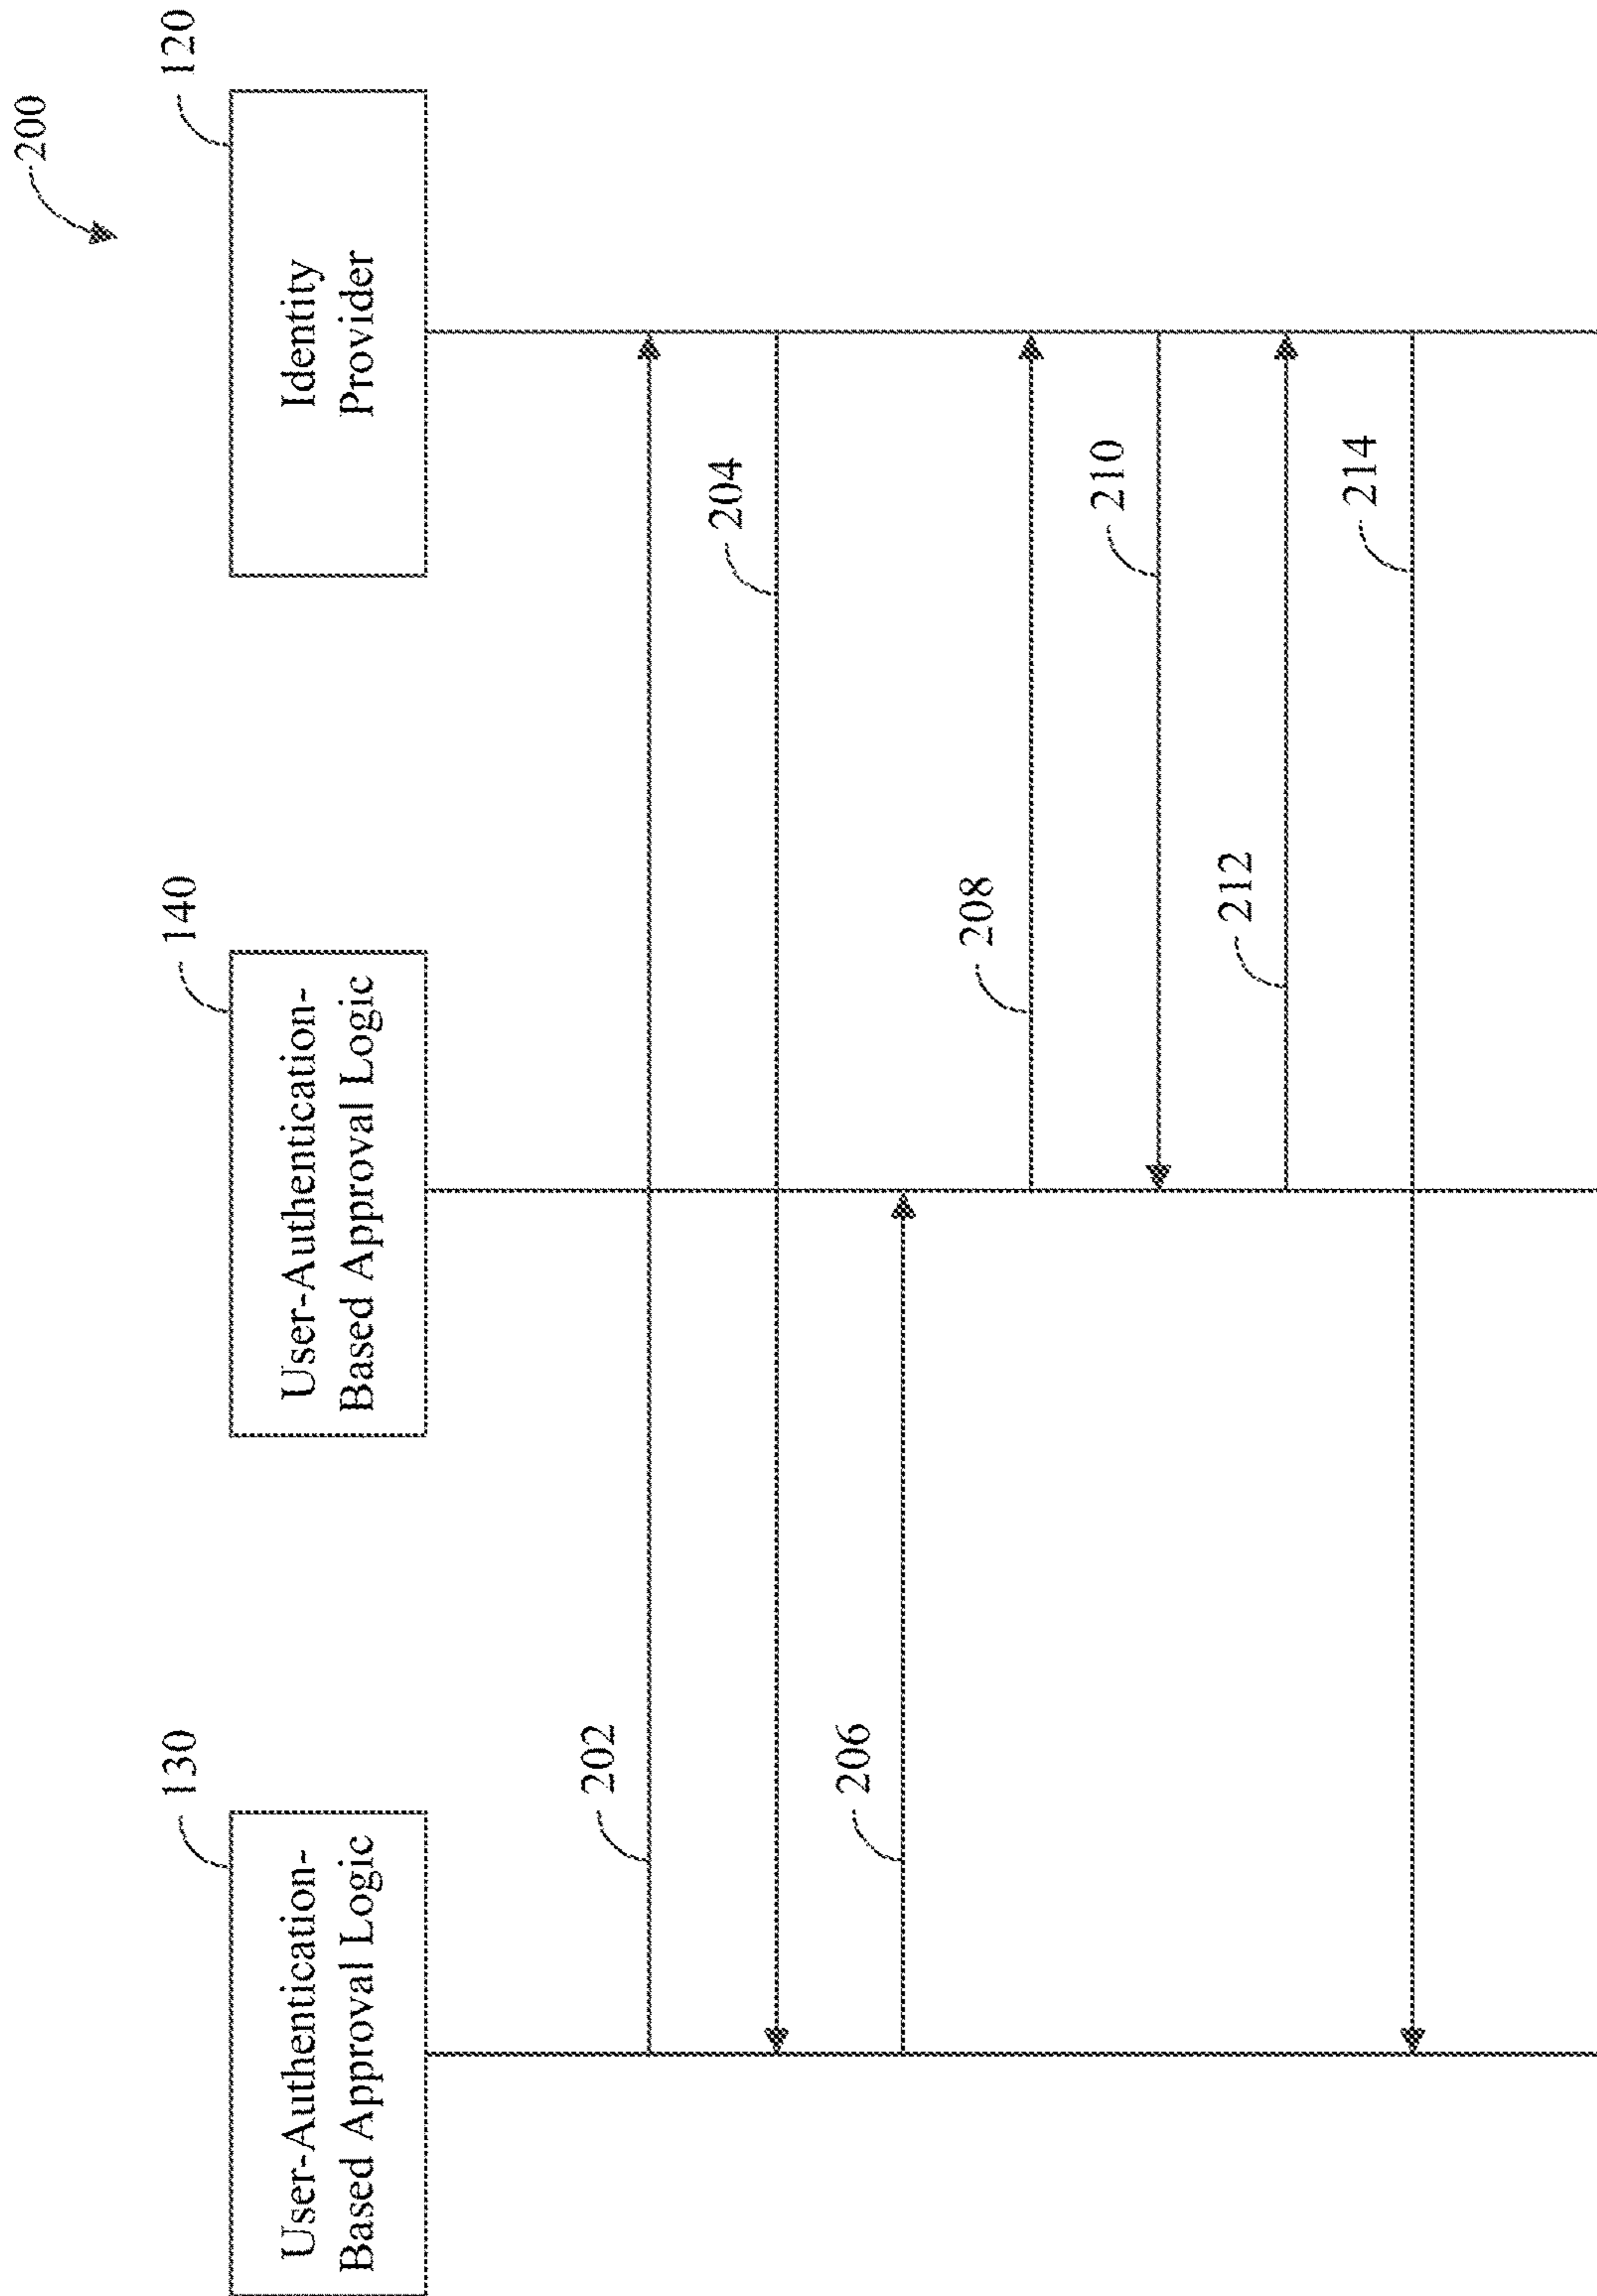 200
130
User-Authentication-
Based Approval Logic
140
User-Authentication-
Based Approval Logic
120
Identity
Provider
202
204
206
208
210
212
214